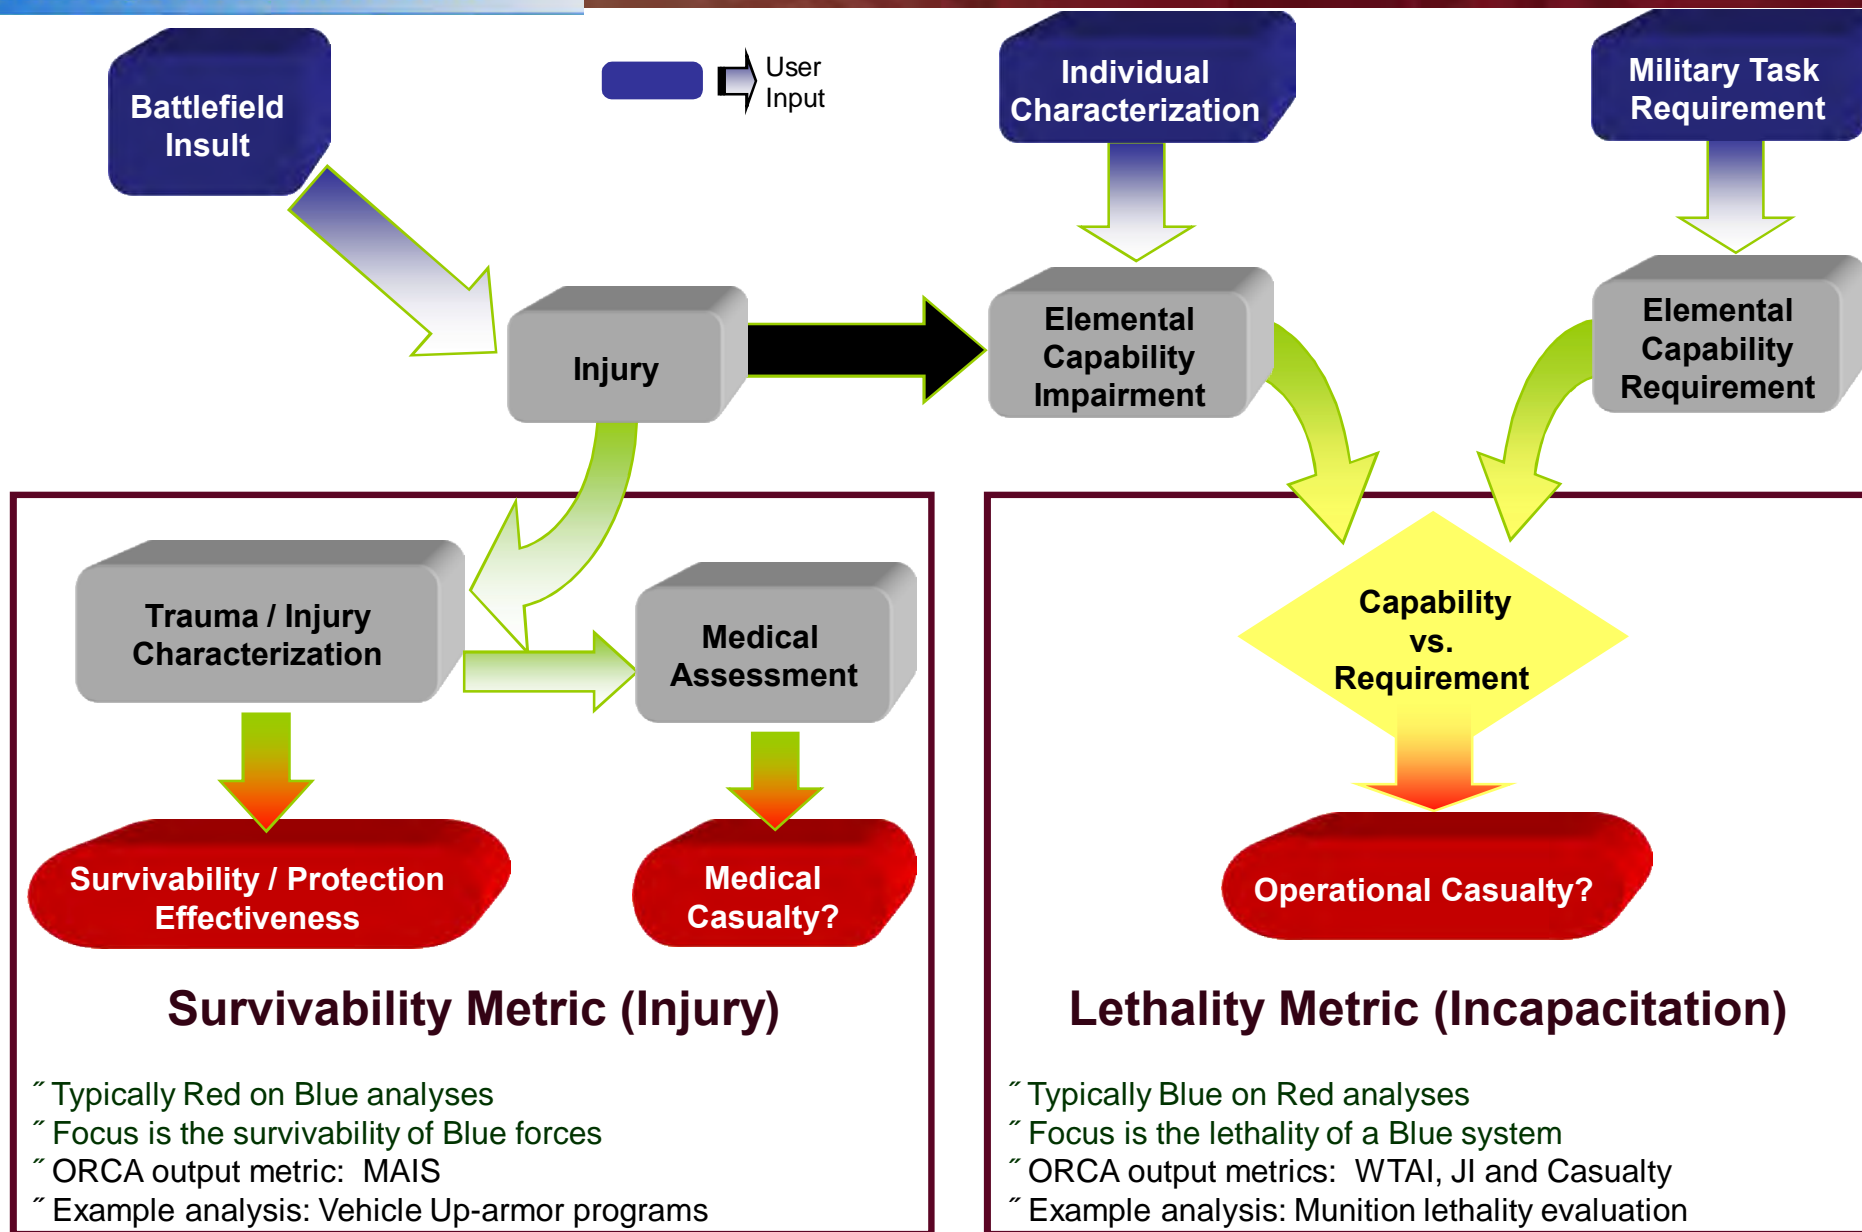 Battlefield
Insult
User
Input
Individual
Characterization
Military Task
Requirement
Injury
Elemental
Capability
Impairment
Elemental
Capability
Requirement
Trauma / Injury
Characterization
Medical
Assessment
Capability
vs.
Requirement
Survivability / Protection
Effectiveness
Medical
Casualty?
Operational Casualty?
Survivability Metric (Injury)
˝ Typically Red on Blue analyses
˝ Focus is the survivability of Blue forces
˝ ORCA output metric: MAIS
˝ Example analysis: Vehicle Up-armor programs
Lethality Metric (Incapacitation)
˝ Typically Blue on Red analyses
˝ Focus is the lethality of a Blue system
˝ ORCA output metrics: WTAI, JI and Casualty
˝ Example analysis: Munition lethality evaluation